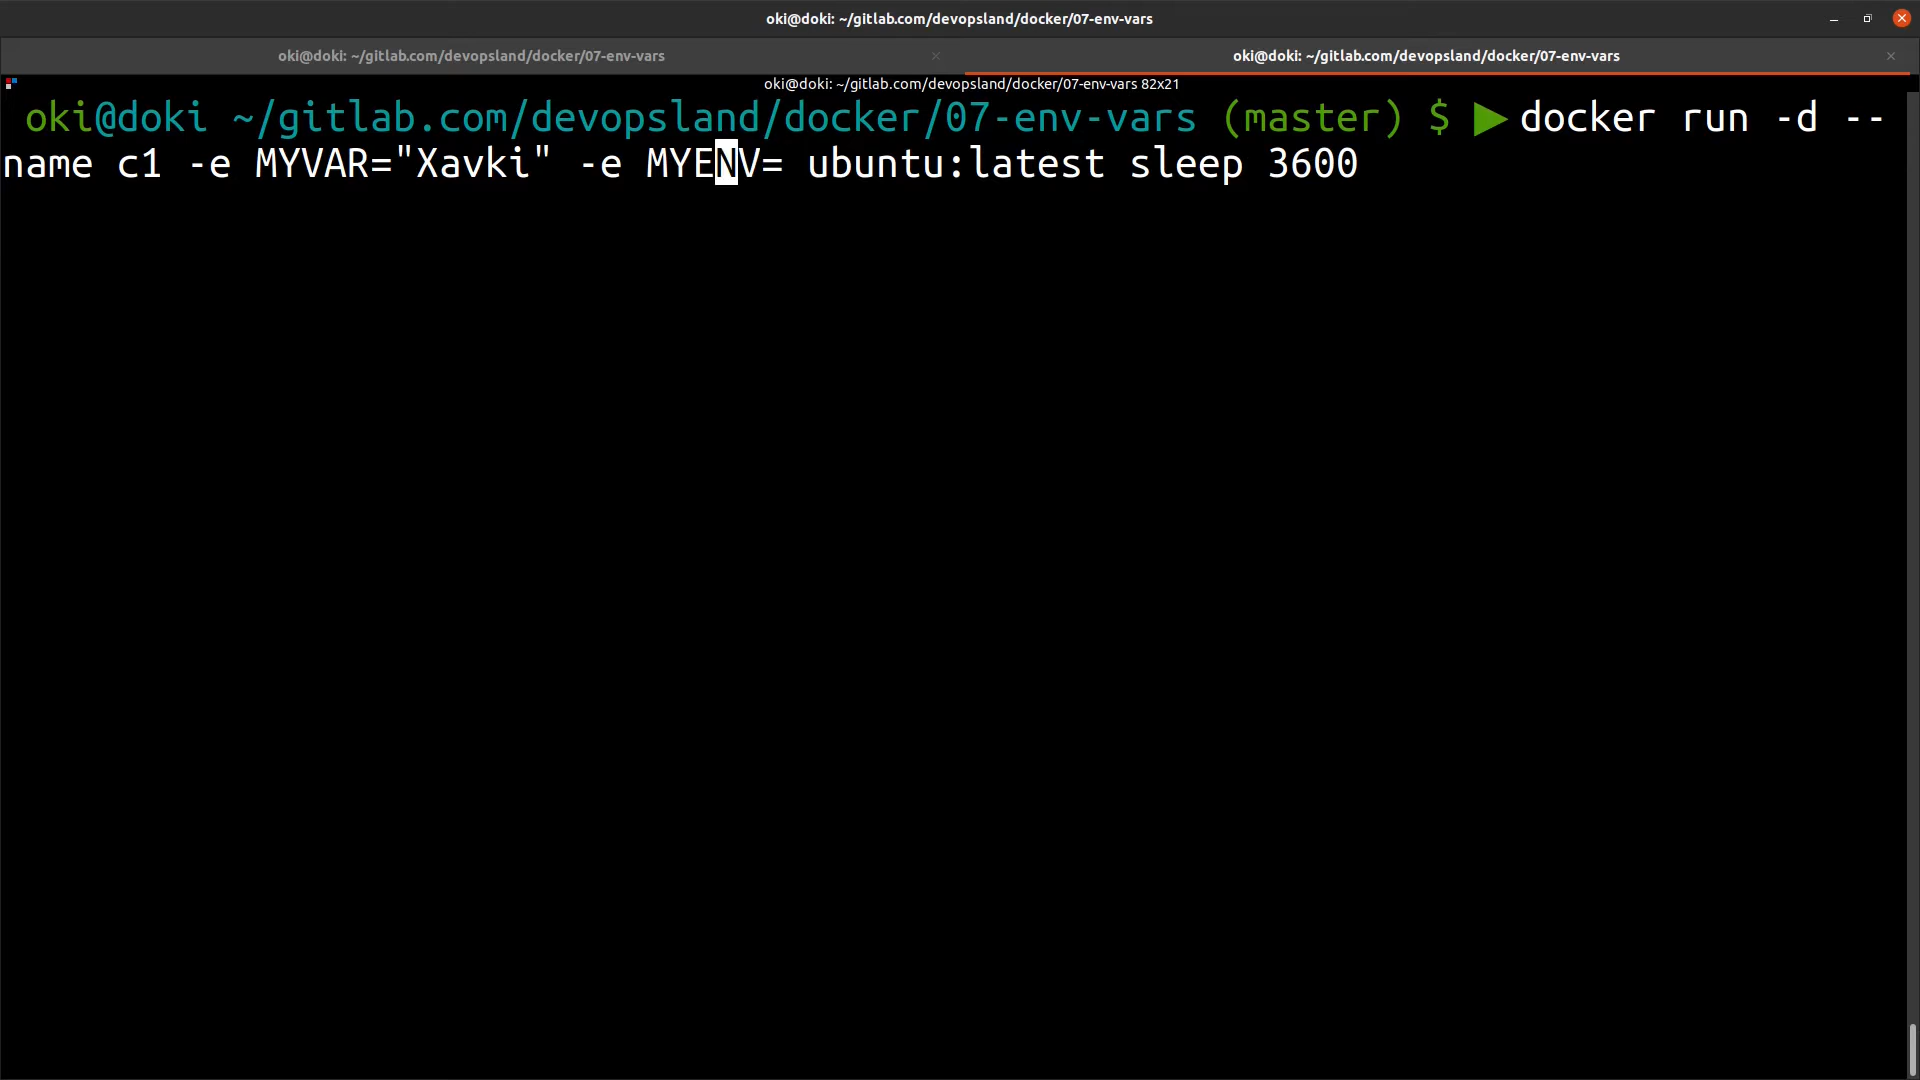 oki@doki: ~/gitlab.com/devopsland/docker/07-env-vars
oki@doki: ~/gitlab.com/devopsland/docker/07-env-vars
oki@doki: ~/gitlab.com/devopsland/docker/07-env-vars
oki@doki: ~/gitlab.com/devopsland/docker/07-env-vars 82x21
oki@doki ~/gitlab.com/devopsland/docker/07-env-vars (master) $ ▶docker run -d --
name c1 -e MYVAR="Xavki" -e MYENV= ubuntu:latest sleep 3600